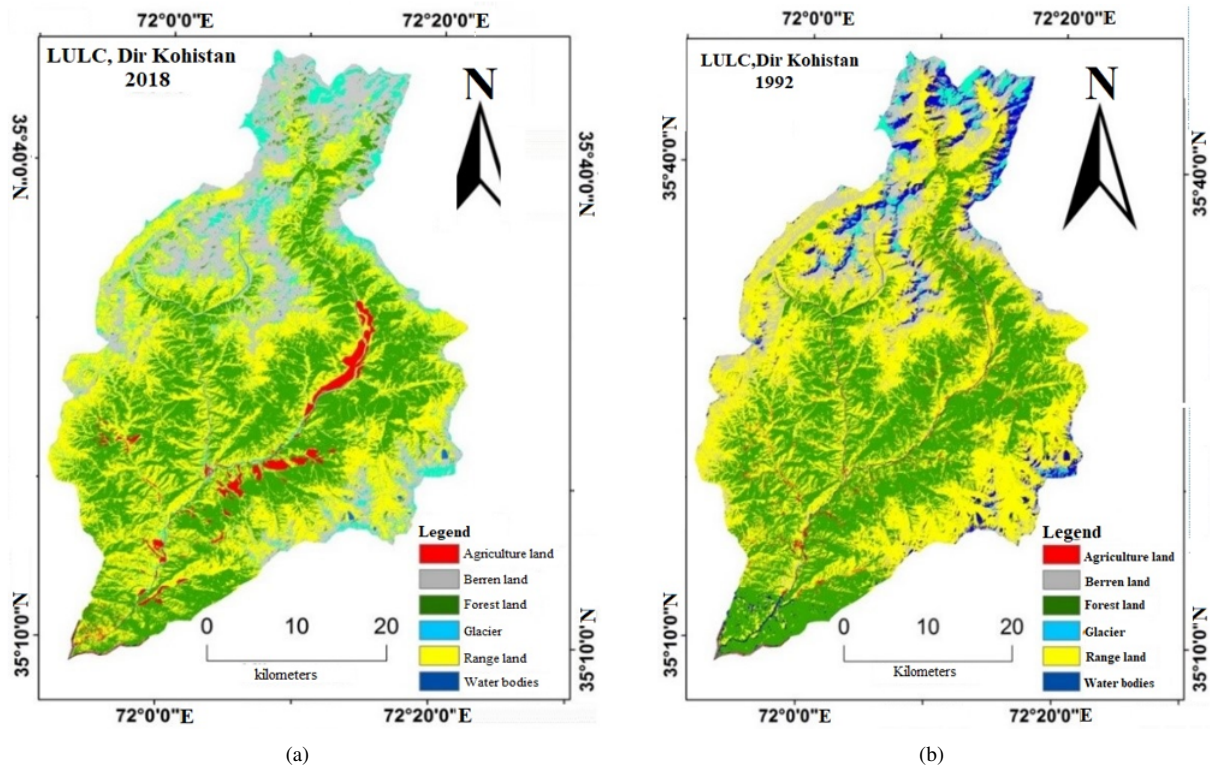 72°0'0"E 72°20'0"E
LULC, Dir Kohistan
2018
N
35°40'0"N
35°40'0"N
35°10'0"N
35°10'0"N
Legend
Agriculture land
Berren land
Forest land
Glacier
Range land
Water bodies
0 10 20
kilometers
72°0'0"E 72°20'0"E
(a)
72°0'0"E 72°20'0"E
LULC,Dir Kohistan
1992
N
35°40'0"N
35°40'0"N
35°10'0"N
35°10'0"N
Legend
Agriculture land
Berren land
Forest land
Glacier
Range land
Water bodies
0 10 20
Kilometers
72°0'0"E 72°20'0"E
(b)